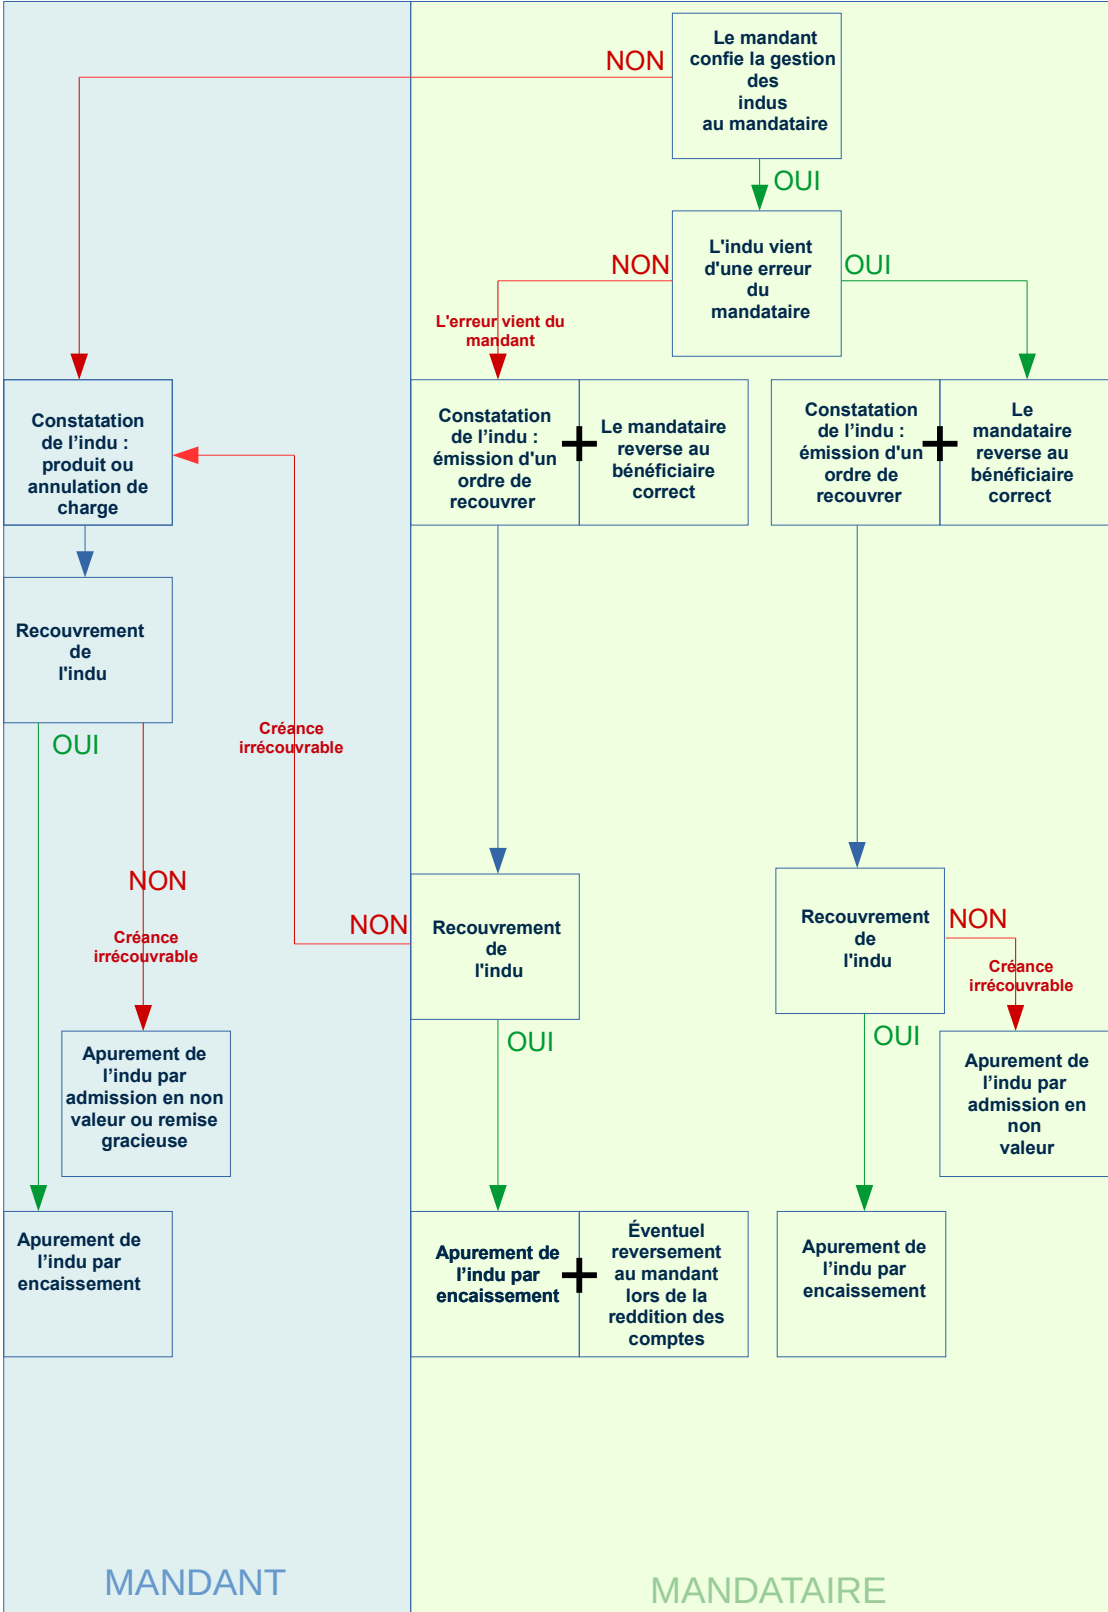 Le mandant
confie la gestion
des
indus
au mandataire
NON
OUI
L'indu vient
d'une erreur
du
mandataire
NON
OUI
L'erreur vient du
mandant
Constatation
de l’indu :
produit ou
annulation de
charge
Constatation
de l’indu :
émission d'un
ordre de
recouvrer
+
Le mandataire
reverse au
bénéficiaire
correct
Constatation
de l’indu :
émission d'un
ordre de
recouvrer
+
Le
mandataire
reverse au
bénéficiaire
correct
Recouvrement
de
l'indu
OUI
NON
Créance
irrécouvrable
Créance
irrécouvrable
NON
Recouvrement
de
l'indu
OUI
Recouvrement
de
l'indu
NON
Créance
irrécouvrable
OUI
Apurement de
l’indu par
admission en non
valeur ou remise
gracieuse
Apurement de
l’indu par
admission en
non
valeur
Apurement de
l’indu par
encaissement
Apurement de
l’indu par
encaissement
+
Éventuel
reversement
au mandant
lors de la
reddition des
comptes
Apurement de
l’indu par
encaissement
MANDANT
MANDATAIRE